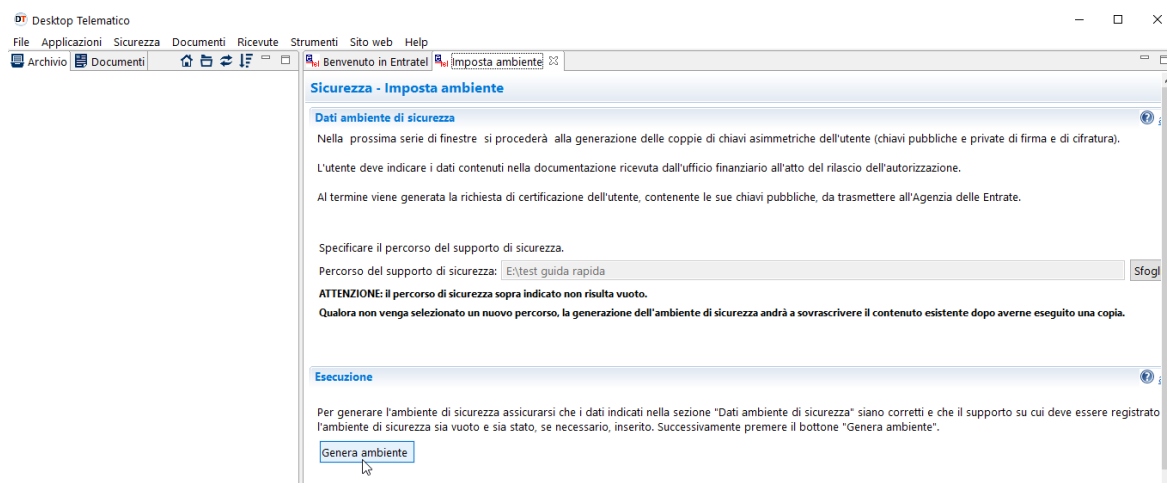 DT Desktop Telematico
File Applicazioni Sicurezza Documenti Ricevute Strumenti Sito web Help
Archivio Documenti
Benvenuto in Entratel Imposta ambiente
Sicurezza - Imposta ambiente
Dati ambiente di sicurezza
Nella prossima serie di finestre si procederà alla generazione delle coppie di chiavi asimmetriche dell'utente (chiavi pubbliche e private di firma e di cifratura).
L'utente deve indicare i dati contenuti nella documentazione ricevuta dall'ufficio finanziario all'atto del rilascio dell'autorizzazione.
Al termine viene generata la richiesta di certificazione dell'utente, contenente le sue chiavi pubbliche, da trasmettere all'Agenzia delle Entrate.
Specificare il percorso del supporto di sicurezza.
Percorso del supporto di sicurezza: E:\test guida rapida Sfogl
ATTENZIONE: il percorso di sicurezza sopra indicato non risulta vuoto.
Qualora non venga selezionato un nuovo percorso, la generazione dell'ambiente di sicurezza andrà a sovrascrivere il contenuto esistente dopo averne eseguito una copia.
Esecuzione
Per generare l'ambiente di sicurezza assicurarsi che i dati indicati nella sezione "Dati ambiente di sicurezza" siano corretti e che il supporto su cui deve essere registrato
l'ambiente di sicurezza sia vuoto e sia stato, se necessario, inserito. Successivamente premere il bottone "Genera ambiente".
Genera ambiente